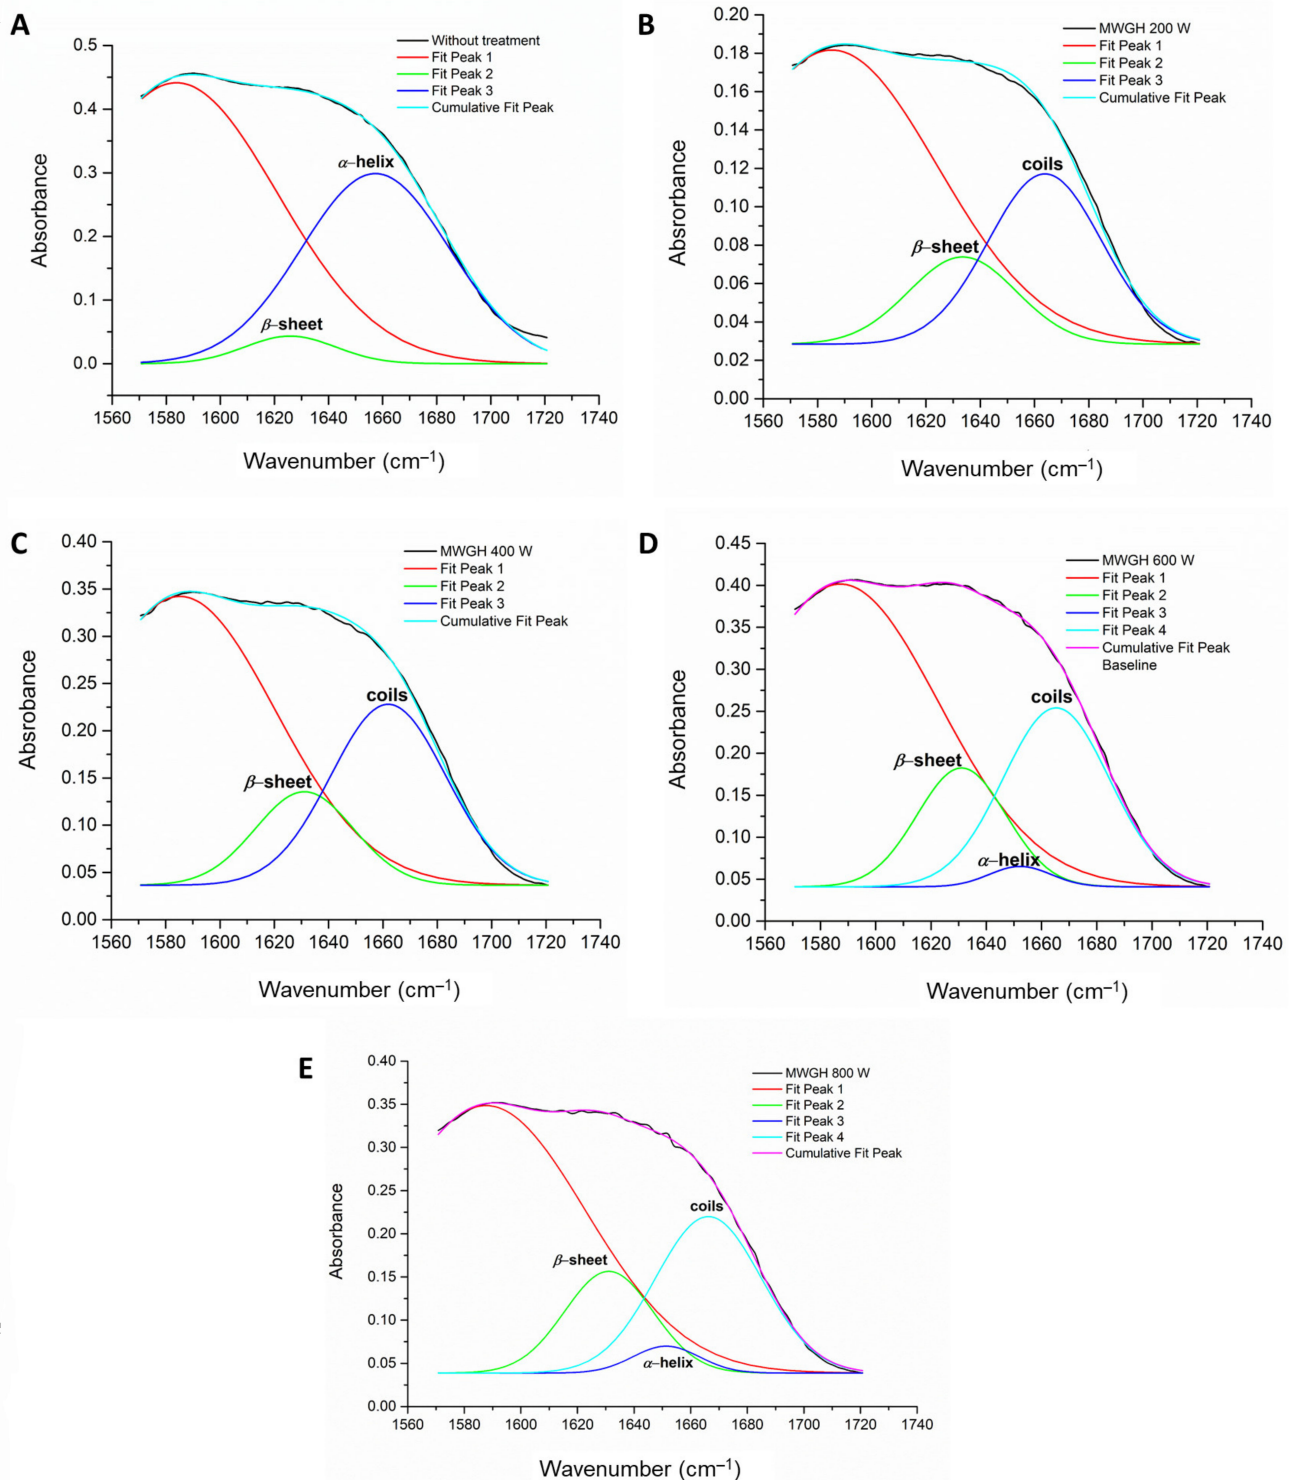 A
Without treatment
Fit Peak 1
Fit Peak 2
Fit Peak 3
Cumulative Fit Peak
0.5
0.4
0.3
0.2
0.1
0.0
α–helix
β–sheet
Absorbance
1560 1580 1600 1620 1640 1660 1680 1700 1720 1740
Wavenumber (cm⁻¹)
B
MWGH 200 W
Fit Peak 1
Fit Peak 2
Fit Peak 3
Cumulative Fit Peak
0.20
0.18
0.16
0.14
0.12
0.10
0.08
0.06
0.04
0.02
0.00
coils
β–sheet
Absrorbance
1560 1580 1600 1620 1640 1660 1680 1700 1720 1740
Wavenumber (cm⁻¹)
C
MWGH 400 W
Fit Peak 1
Fit Peak 2
Fit Peak 3
Cumulative Fit Peak
0.40
0.35
0.30
0.25
0.20
0.15
0.10
0.05
0.00
coils
β–sheet
Absrobance
1560 1580 1600 1620 1640 1660 1680 1700 1720 1740
Wavenumber (cm⁻¹)
D
MWGH 600 W
Fit Peak 1
Fit Peak 2
Fit Peak 3
Fit Peak 4
Cumulative Fit Peak
Baseline
0.45
0.40
0.35
0.30
0.25
0.20
0.15
0.10
0.05
0.00
coils
β–sheet
α–helix
Absorbance
1560 1580 1600 1620 1640 1660 1680 1700 1720 1740
Wavenumber (cm⁻¹)
E
MWGH 800 W
Fit Peak 1
Fit Peak 2
Fit Peak 3
Fit Peak 4
Cumulative Fit Peak
0.40
0.35
0.30
0.25
0.20
0.15
0.10
0.05
0.00
coils
β–sheet
α–helix
Absorbance
1560 1580 1600 1620 1640 1660 1680 1700 1720 1740
Wavenumber (cm⁻¹)